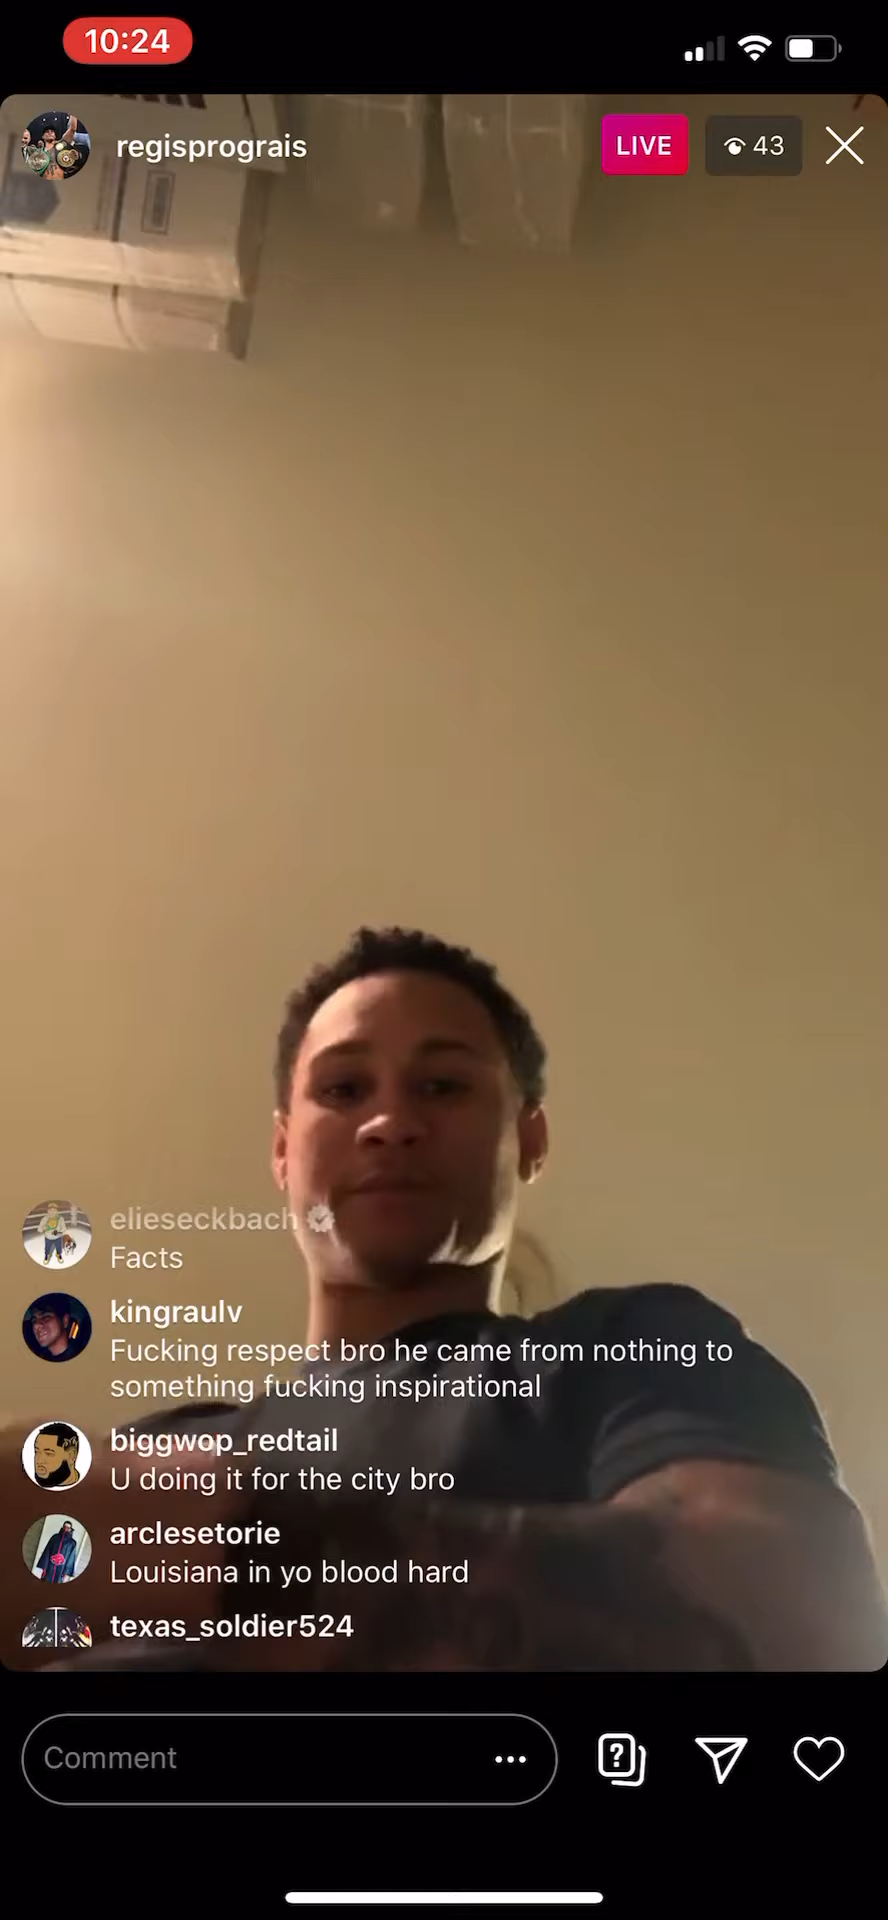 10:24
regisprograis
LIVE
43
elieseckbach
Facts
kingraulv
Fucking respect bro he came from nothing to
something fucking inspirational
biggwop_redtail
U doing it for the city bro
arclesetorie
Louisiana in yo blood hard
texas_soldier524
Comment